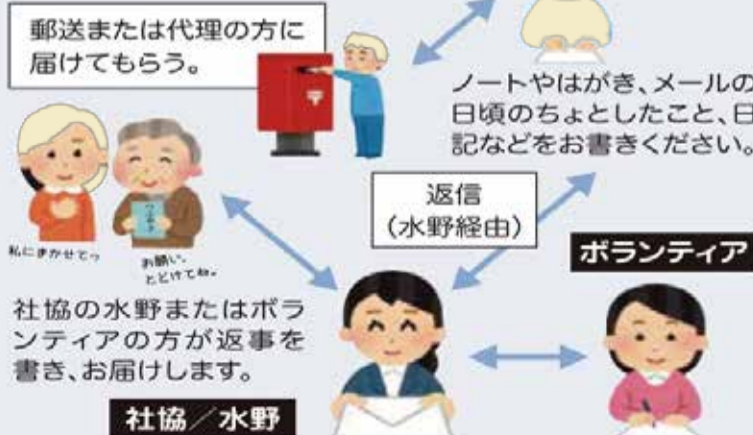 郵送または代理の方に
届けてもらう。
ノートやはがき、メールの
日頃のちょとしたこと、日
記などをお書きください。
返信
（水野経由）
ボランティア
私にまかせてっ
お願い。
とどけてね。
社協の水野またはボラ
ンティアの方が返事を
書き、お届けします。
社協／水野